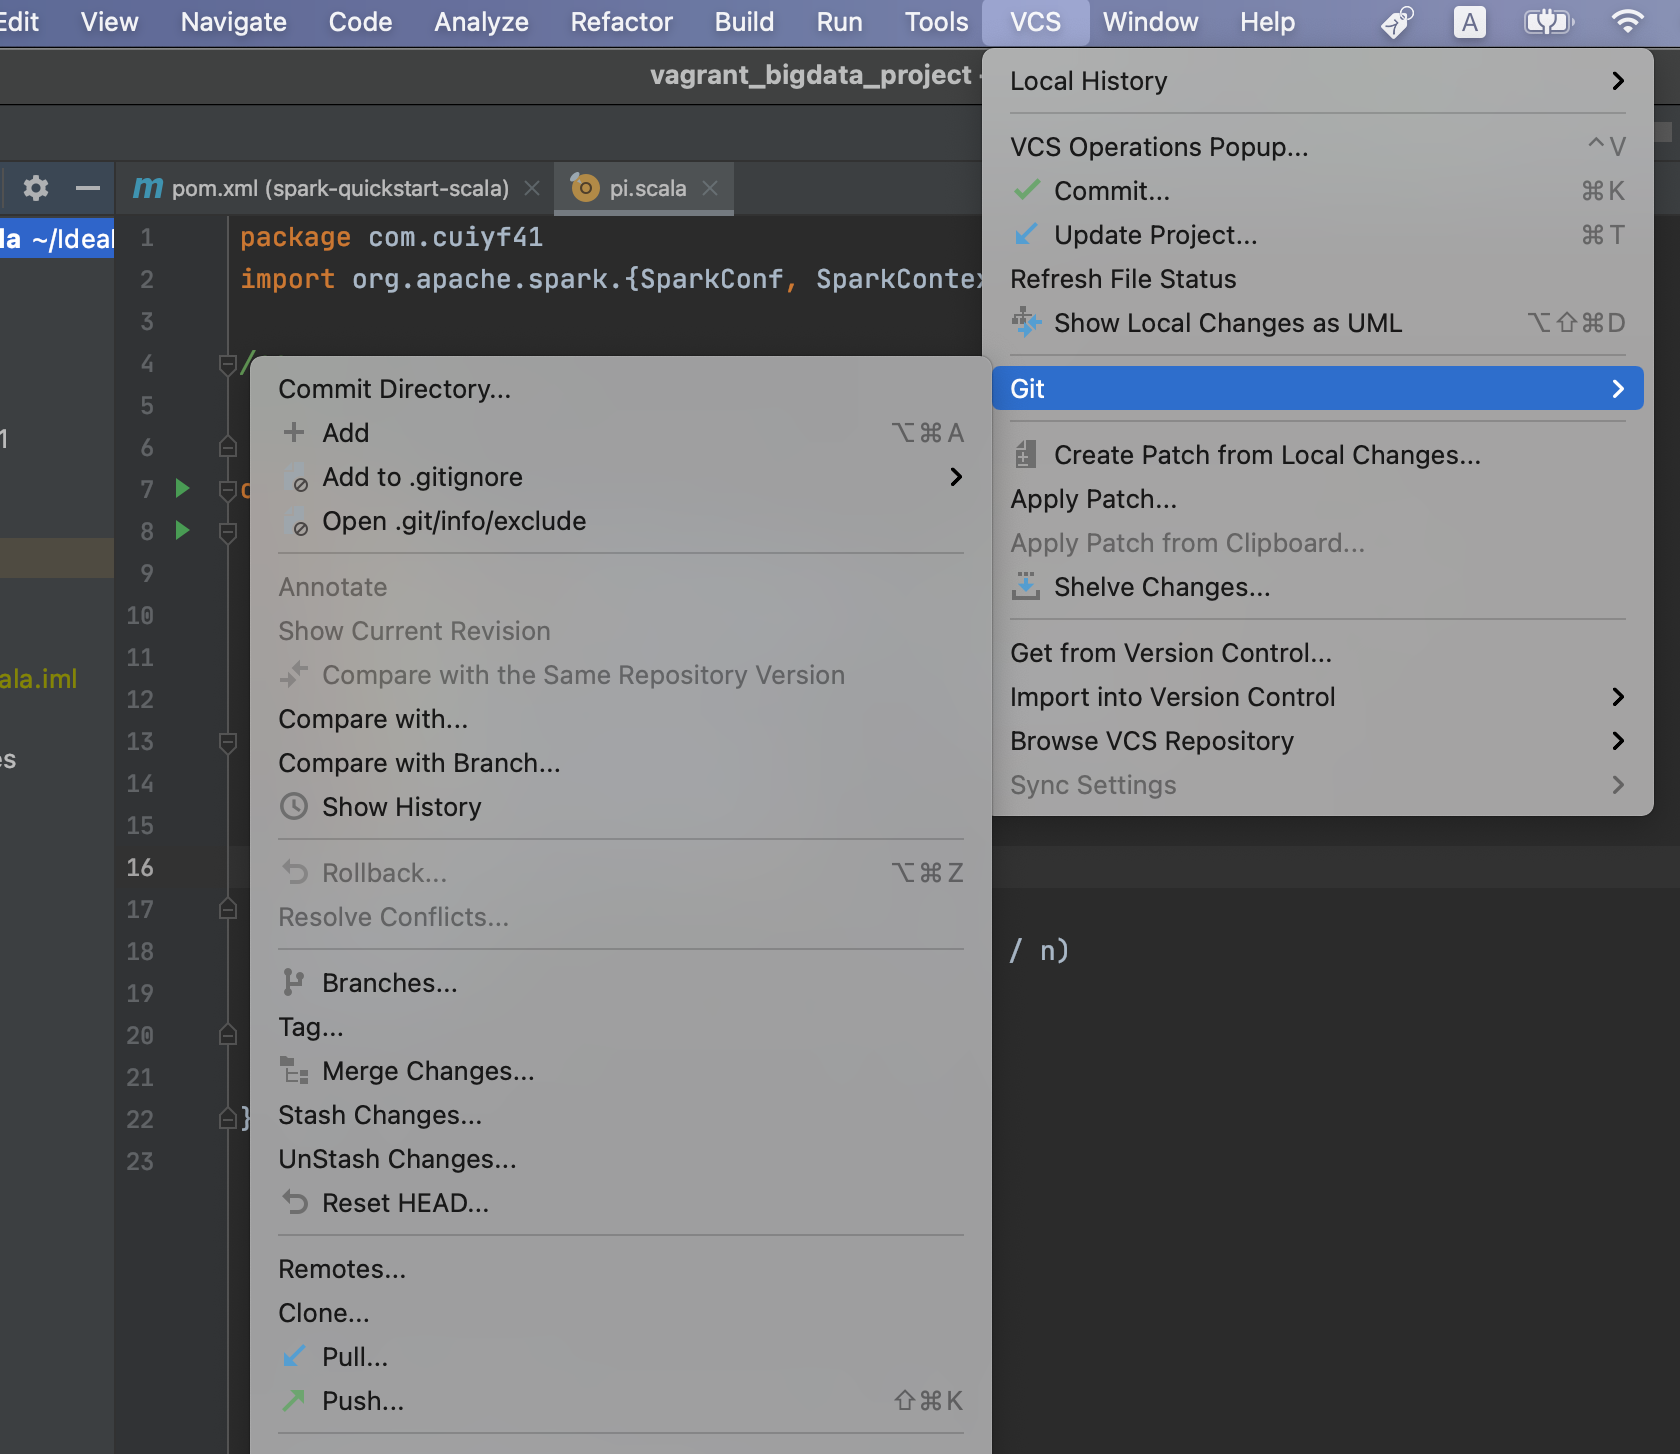 Edit View Navigate Code Analyze Refactor Build Run Tools VCS Window Help A
vagrant_bigdata_project -
pom.xml (spark-quickstart-scala) pi.scala
la ~/Idea
1
ala.iml
es
1 package com.cuiyf41
2 import org.apache.spark.{SparkConf, SparkContex
3
4 /
5
6
7
8
9
10
11
12
13
14
15
16
17
18 / n)
19
20
21
22 }
23
Local History
VCS Operations Popup... ^V
Commit... ⌘K
Update Project... ⌘T
Refresh File Status
Show Local Changes as UML ⌥⇧⌘D
Git
Create Patch from Local Changes...
Apply Patch...
Apply Patch from Clipboard...
Shelve Changes...
Get from Version Control...
Import into Version Control
Browse VCS Repository
Sync Settings
Commit Directory...
Add ⌥⌘A
Add to .gitignore
Open .git/info/exclude
Annotate
Show Current Revision
Compare with the Same Repository Version
Compare with...
Compare with Branch...
Show History
Rollback... ⌥⌘Z
Resolve Conflicts...
Branches...
Tag...
Merge Changes...
Stash Changes...
UnStash Changes...
Reset HEAD...
Remotes...
Clone...
Pull...
Push... ⇧⌘K